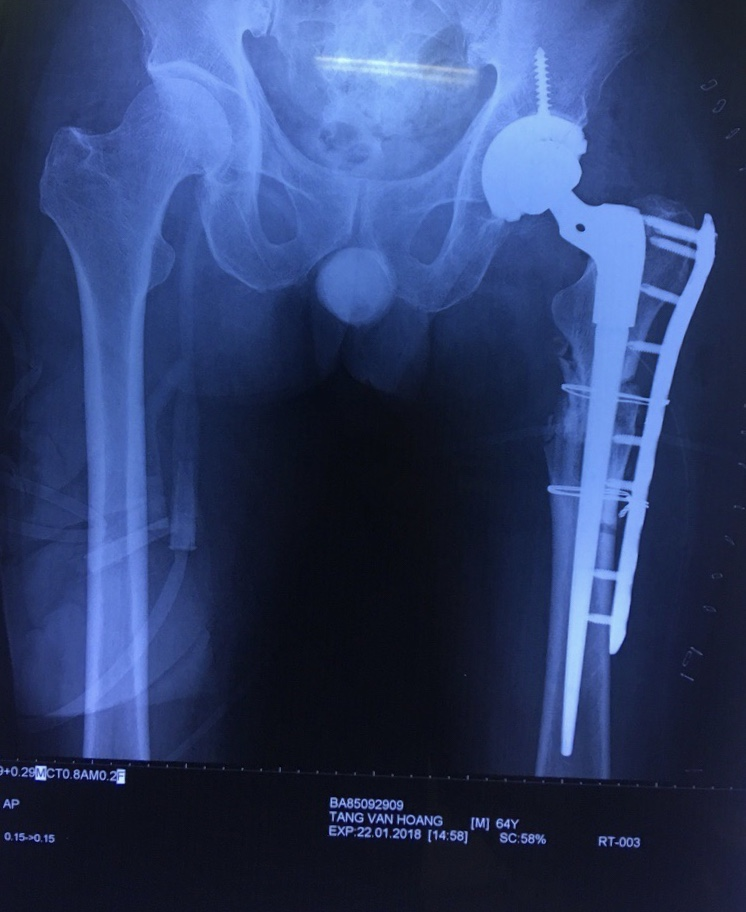 9+0.29MCT0.8AM0.2F
AP
0.15->0.15
BA85092909
TANG VAN HOANG [M] 64Y
EXP:22.01.2018 [14:58] SC:58%
RT-003